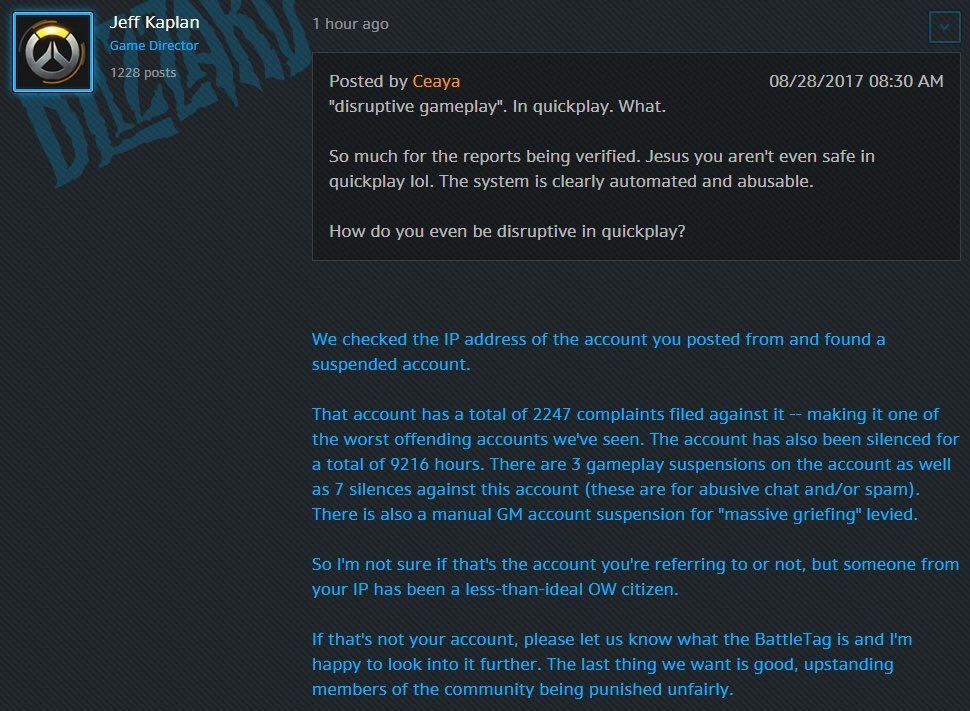 BLIZZARD
Jeff Kaplan
Game Director
1228 posts
1 hour ago
Posted by Ceaya 08/28/2017 08:30 AM
"disruptive gameplay". In quickplay. What.
So much for the reports being verified. Jesus you aren't even safe in
quickplay lol. The system is clearly automated and abusable.
How do you even be disruptive in quickplay?
We checked the IP address of the account you posted from and found a
suspended account.
That account has a total of 2247 complaints filed against it -- making it one of
the worst offending accounts we've seen. The account has also been silenced for
a total of 9216 hours. There are 3 gameplay suspensions on the account as well
as 7 silences against this account (these are for abusive chat and/or spam).
There is also a manual GM account suspension for "massive griefing" levied.
So I'm not sure if that's the account you're referring to or not, but someone from
your IP has been a less-than-ideal OW citizen.
If that's not your account, please let us know what the BattleTag is and I'm
happy to look into it further. The last thing we want is good, upstanding
members of the community being punished unfairly.